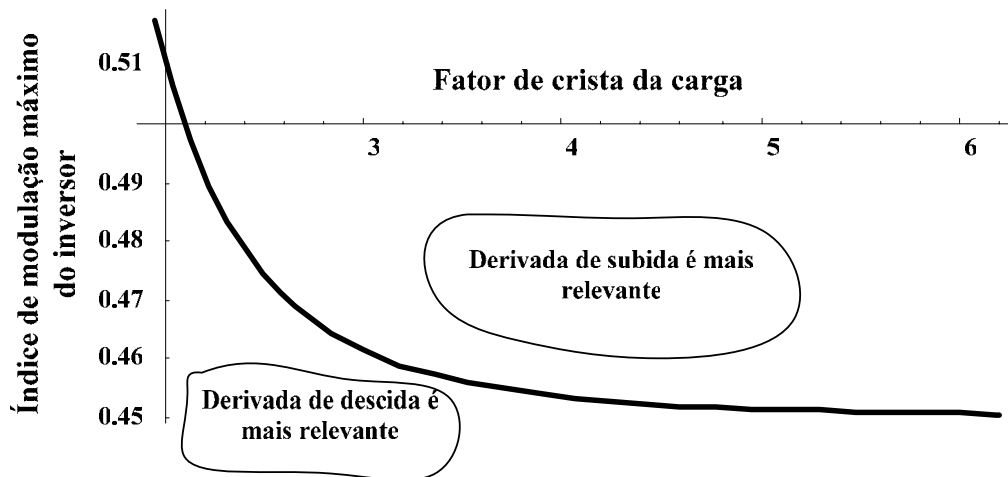 Índice de modulação máximo
do inversor
0.51
Fator de crista da carga
3
4
5
6
0.49
0.48
0.47
0.46
0.45
Derivada de subida é mais
relevante
Derivada de descida é
mais relevante